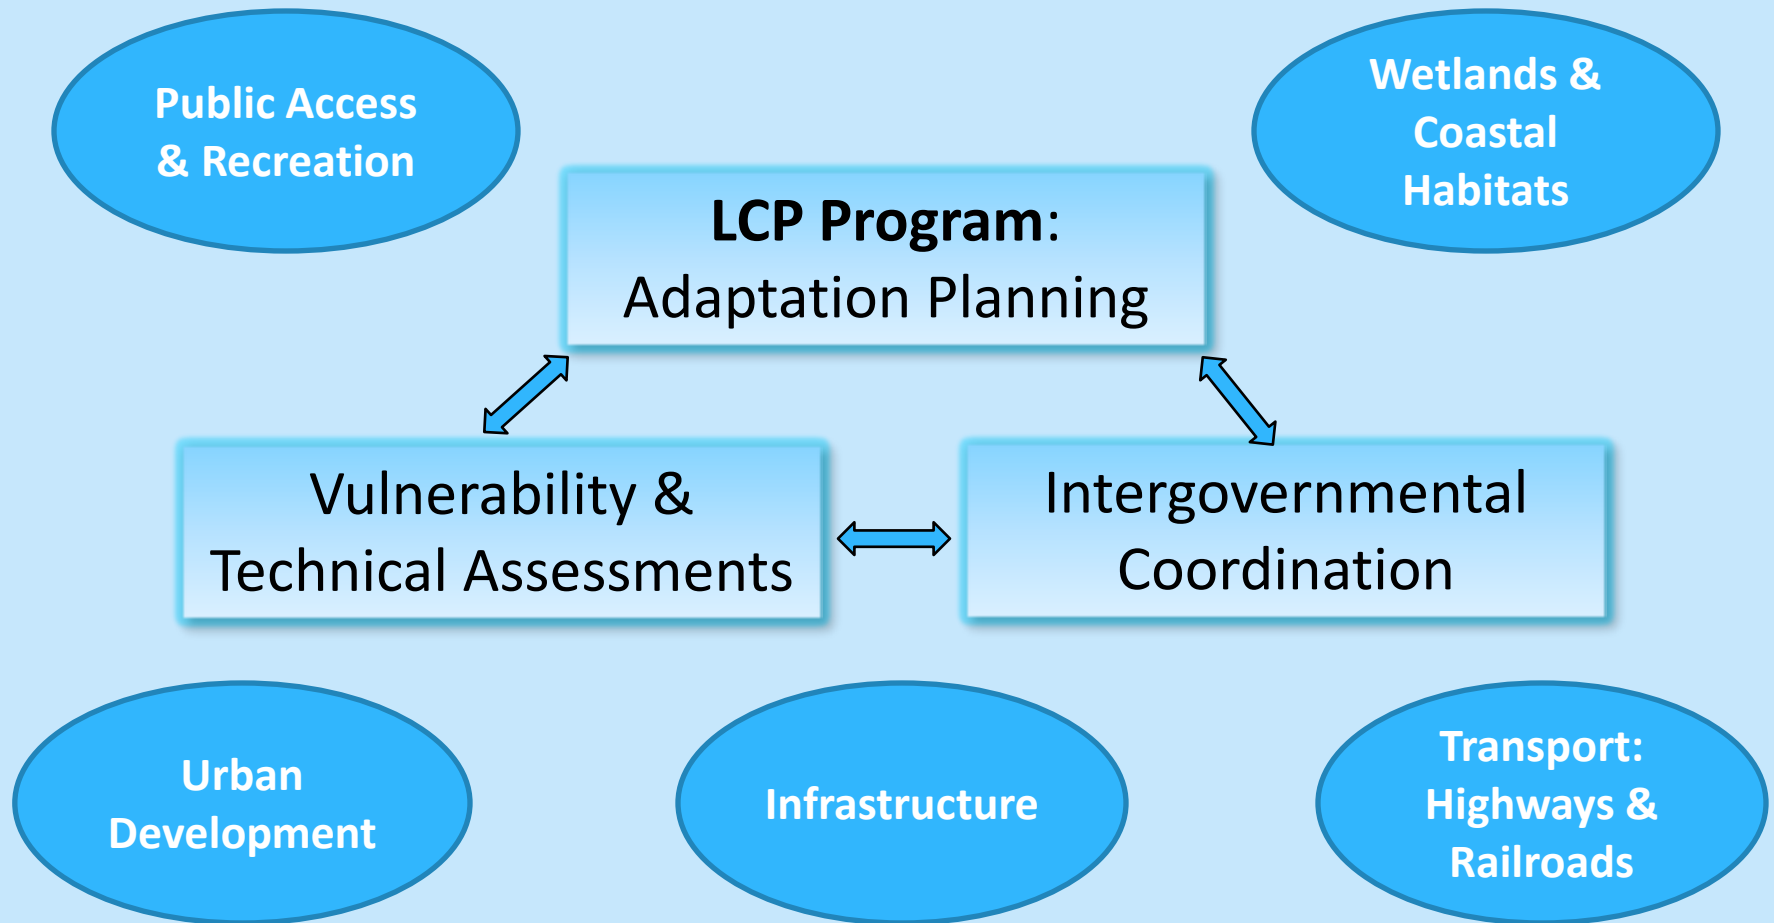 Public Access
& Recreation
Wetlands &
Coastal
Habitats
LCP Program:
Adaptation Planning
Vulnerability &
Technical Assessments
Intergovernmental
Coordination
Urban
Development
Infrastructure
Transport:
Highways &
Railroads